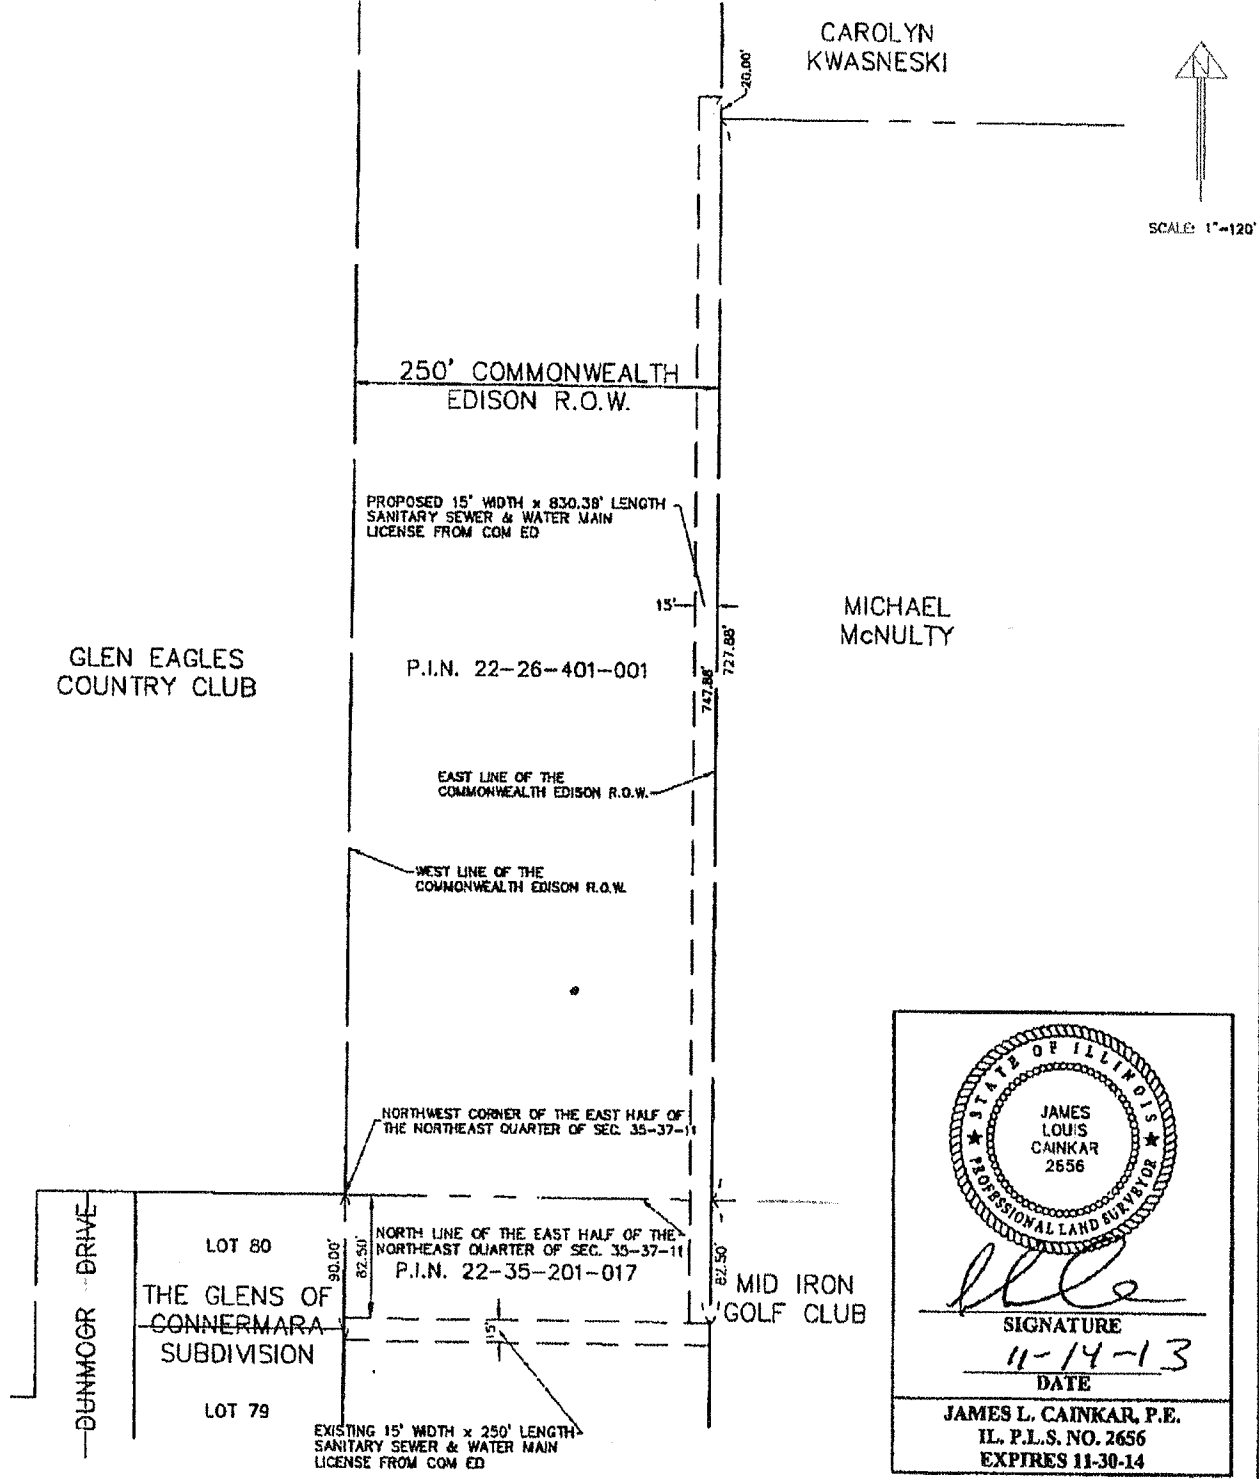 CAROLYN
KWASNESKI
20.00'
N
SCALE: 1"=120'
250' COMMONWEALTH
EDISON R.O.W.
PROPOSED 15' WIDTH x 830.38' LENGTH
SANITARY SEWER & WATER MAIN
LICENSE FROM COM ED
15'
MICHAEL
McNULTY
727.88'
747.88'
GLEN EAGLES
COUNTRY CLUB
P.I.N. 22-26-401-001
EAST LINE OF THE
COMMONWEALTH EDISON R.O.W.
WEST LINE OF THE
COMMONWEALTH EDISON R.O.W.
NORTHWEST CORNER OF THE EAST HALF OF
THE NORTHEAST QUARTER OF SEC. 35-37-11
NORTH LINE OF THE EAST HALF OF THE
NORTHEAST QUARTER OF SEC. 35-37-11
P.I.N. 22-35-201-017
90.00'
82.50'
82.50'
DUNMOOR DRIVE
LOT 80
THE GLENS OF
CONNERMARA
SUBDIVISION
LOT 79
15'
MID IRON
GOLF CLUB
EXISTING 15' WIDTH x 250' LENGTH
SANITARY SEWER & WATER MAIN
LICENSE FROM COM ED
STATE OF ILLINOIS
JAMES
LOUIS
CAINKAR
2656
PROFESSIONAL LAND SURVEYOR
SIGNATURE
11-14-13
DATE
JAMES L. CAINKAR, P.E.
IL. P.L.S. NO. 2656
EXPIRES 11-30-14